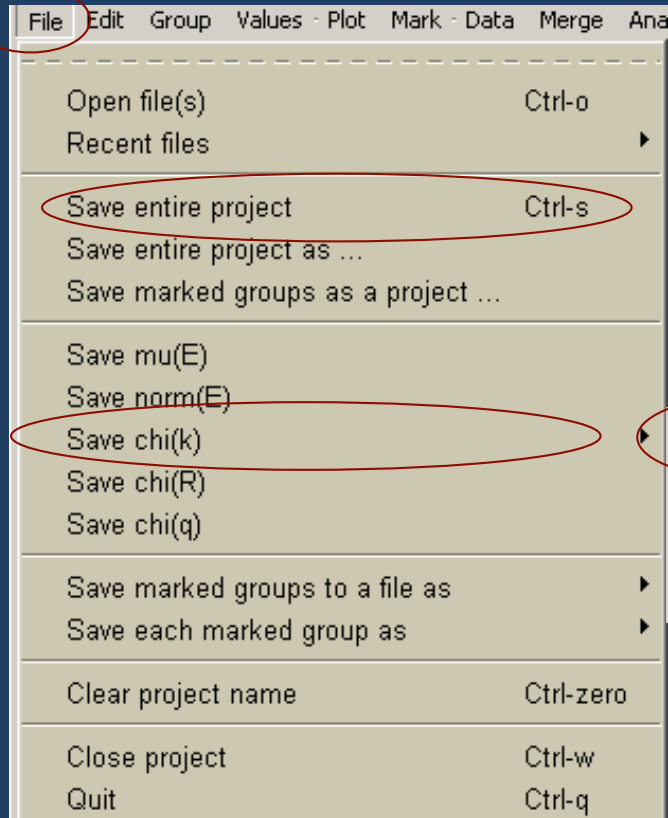 File Edit Group Values Plot Mark Data Merge Ana
Open file(s) Ctrl-o
Recent files
Save entire project Ctrl-s
Save entire project as ...
Save marked groups as a project ...
Save mu(E)
Save norm(E)
Save chi(k)
Save chi(R)
Save chi(q)
Save marked groups to a file as
Save each marked group as
Clear project name Ctrl-zero
Close project Ctrl-w
Quit Ctrl-q